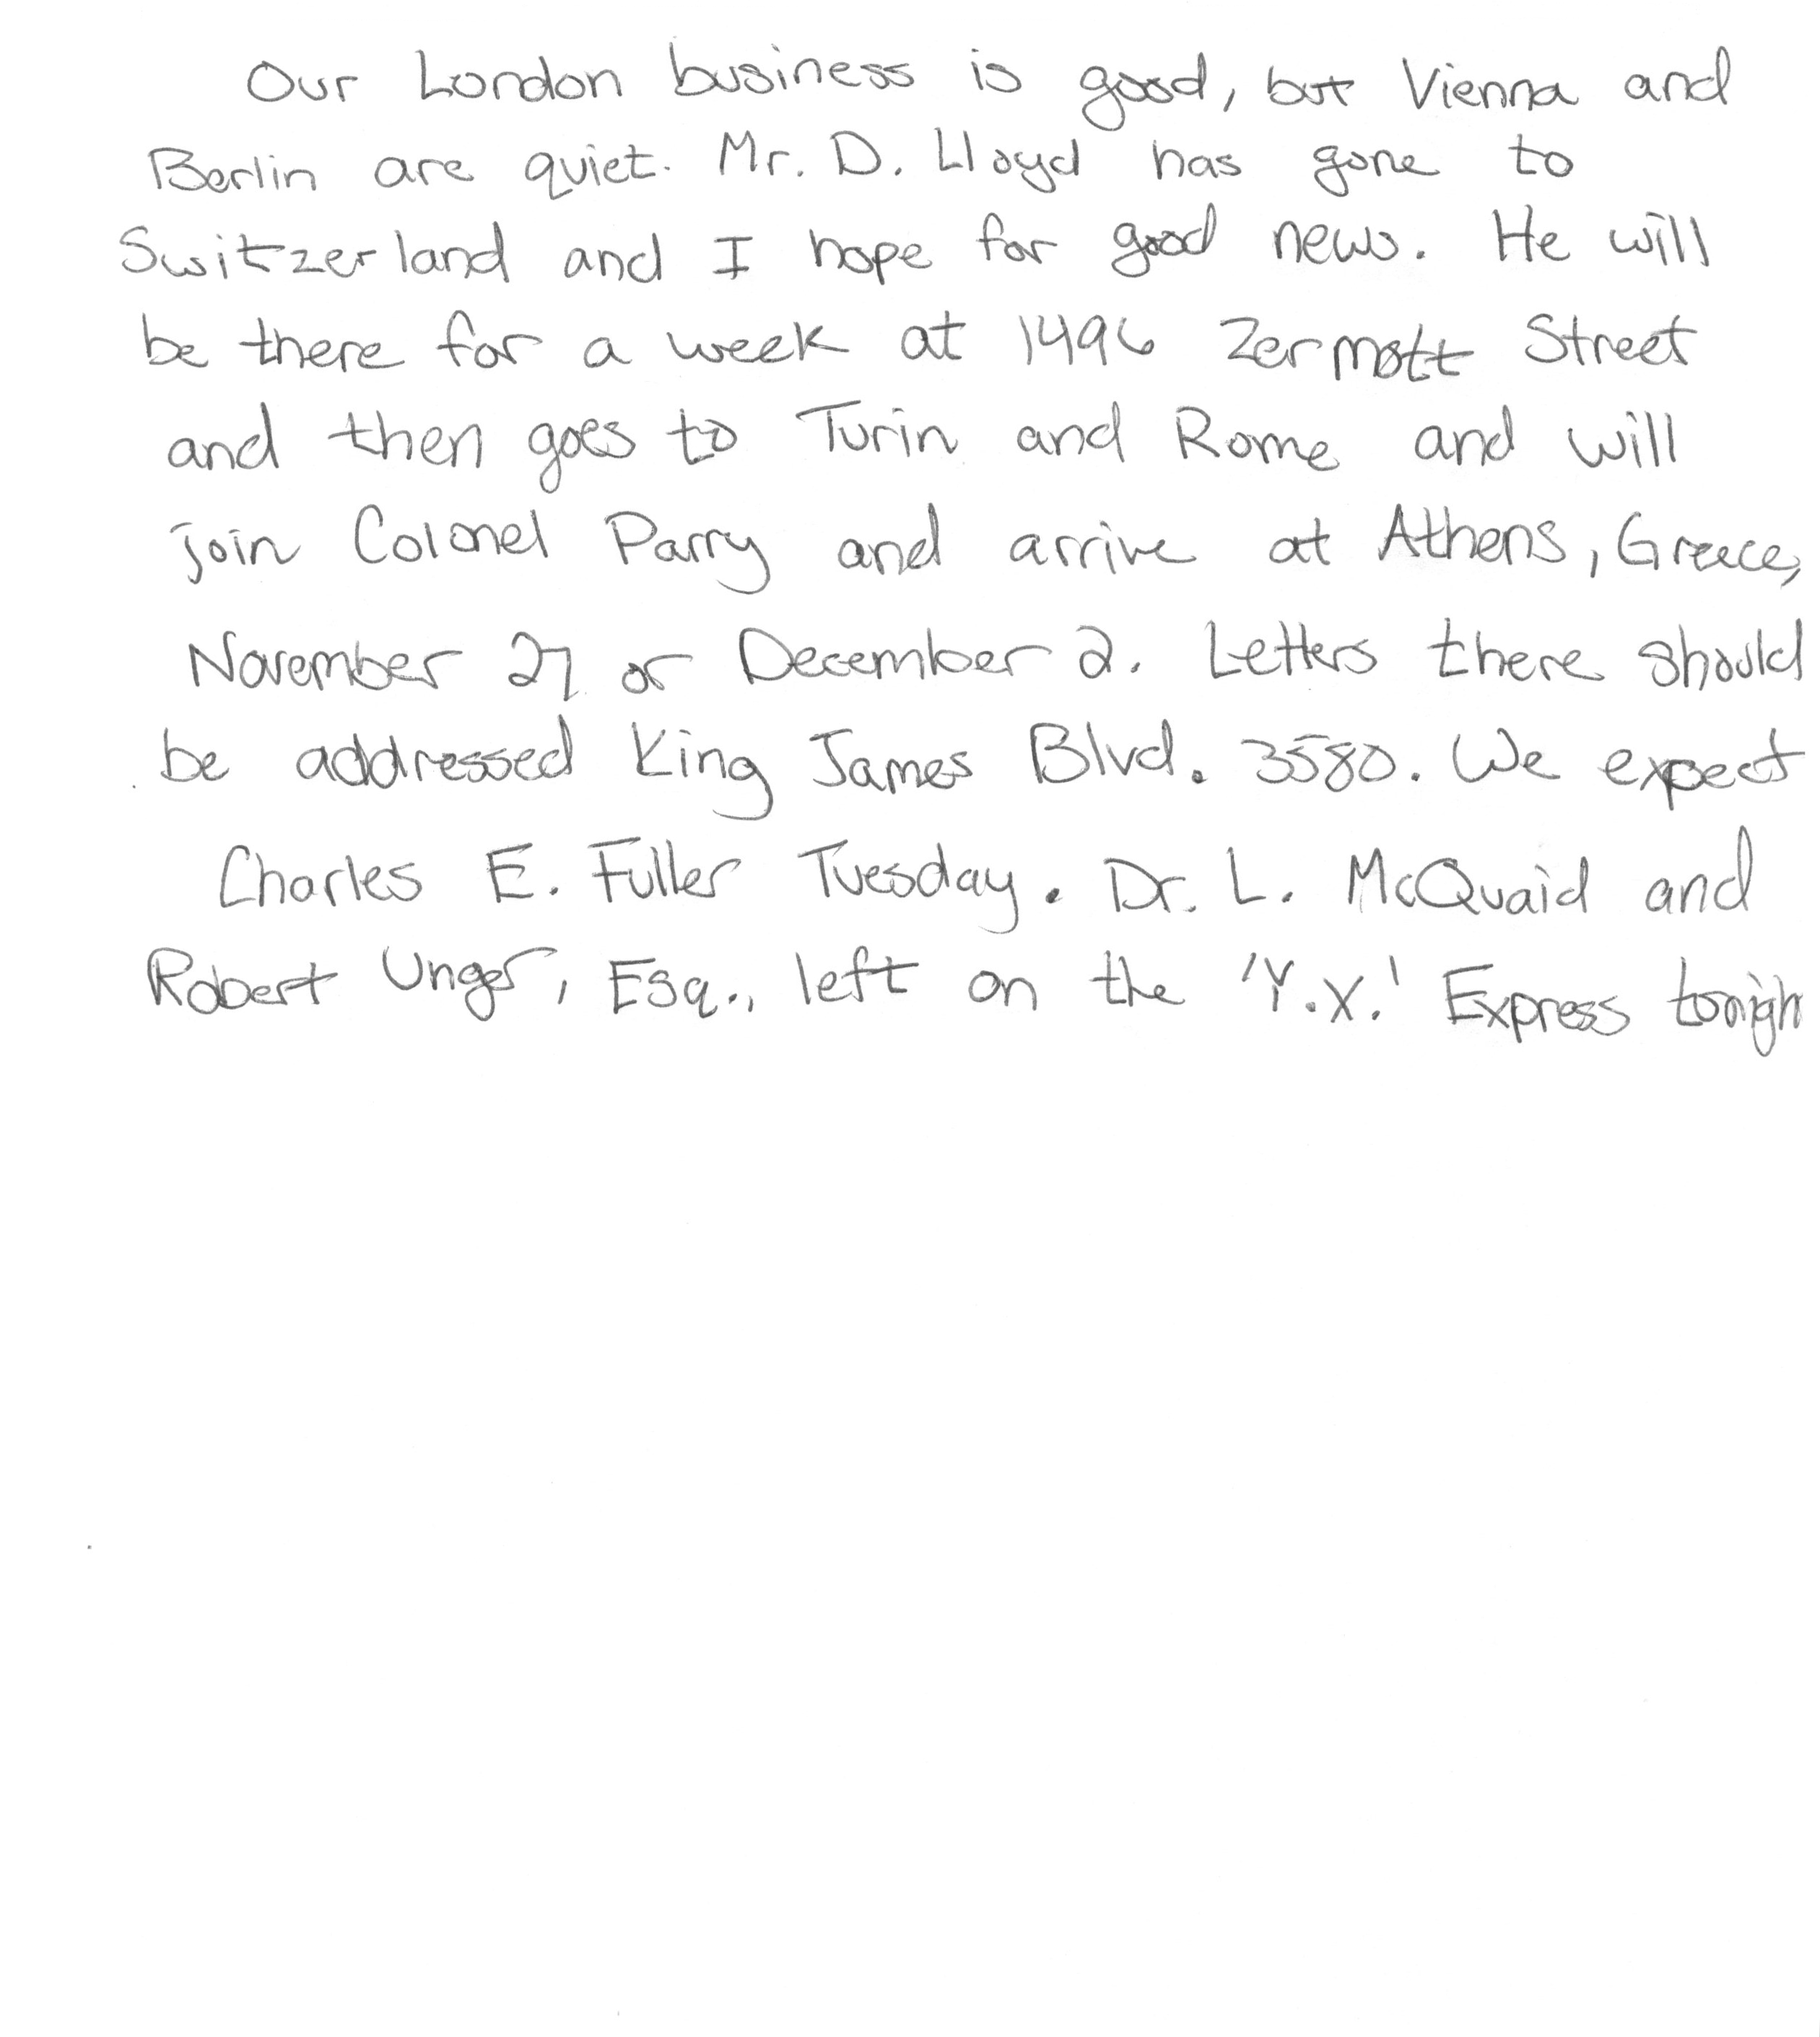 Our London business is good, but Vienna and
Berlin are quiet. Mr. D. Lloyd has gone to
Switzerland and I hope for good news. He will
be there for a week at 1496 Zermott Street
and then goes to Turin and Rome and will
join Colonel Parry and arrive at Athens, Greece,
November 27 or December 2. Letters there should
be addressed King James Blvd. 3580. We expect
Charles E. Fuller Tuesday. Dr. L. McQuaid and
Robert Unger, Esq., left on the 'Y.X.' Express tonigh